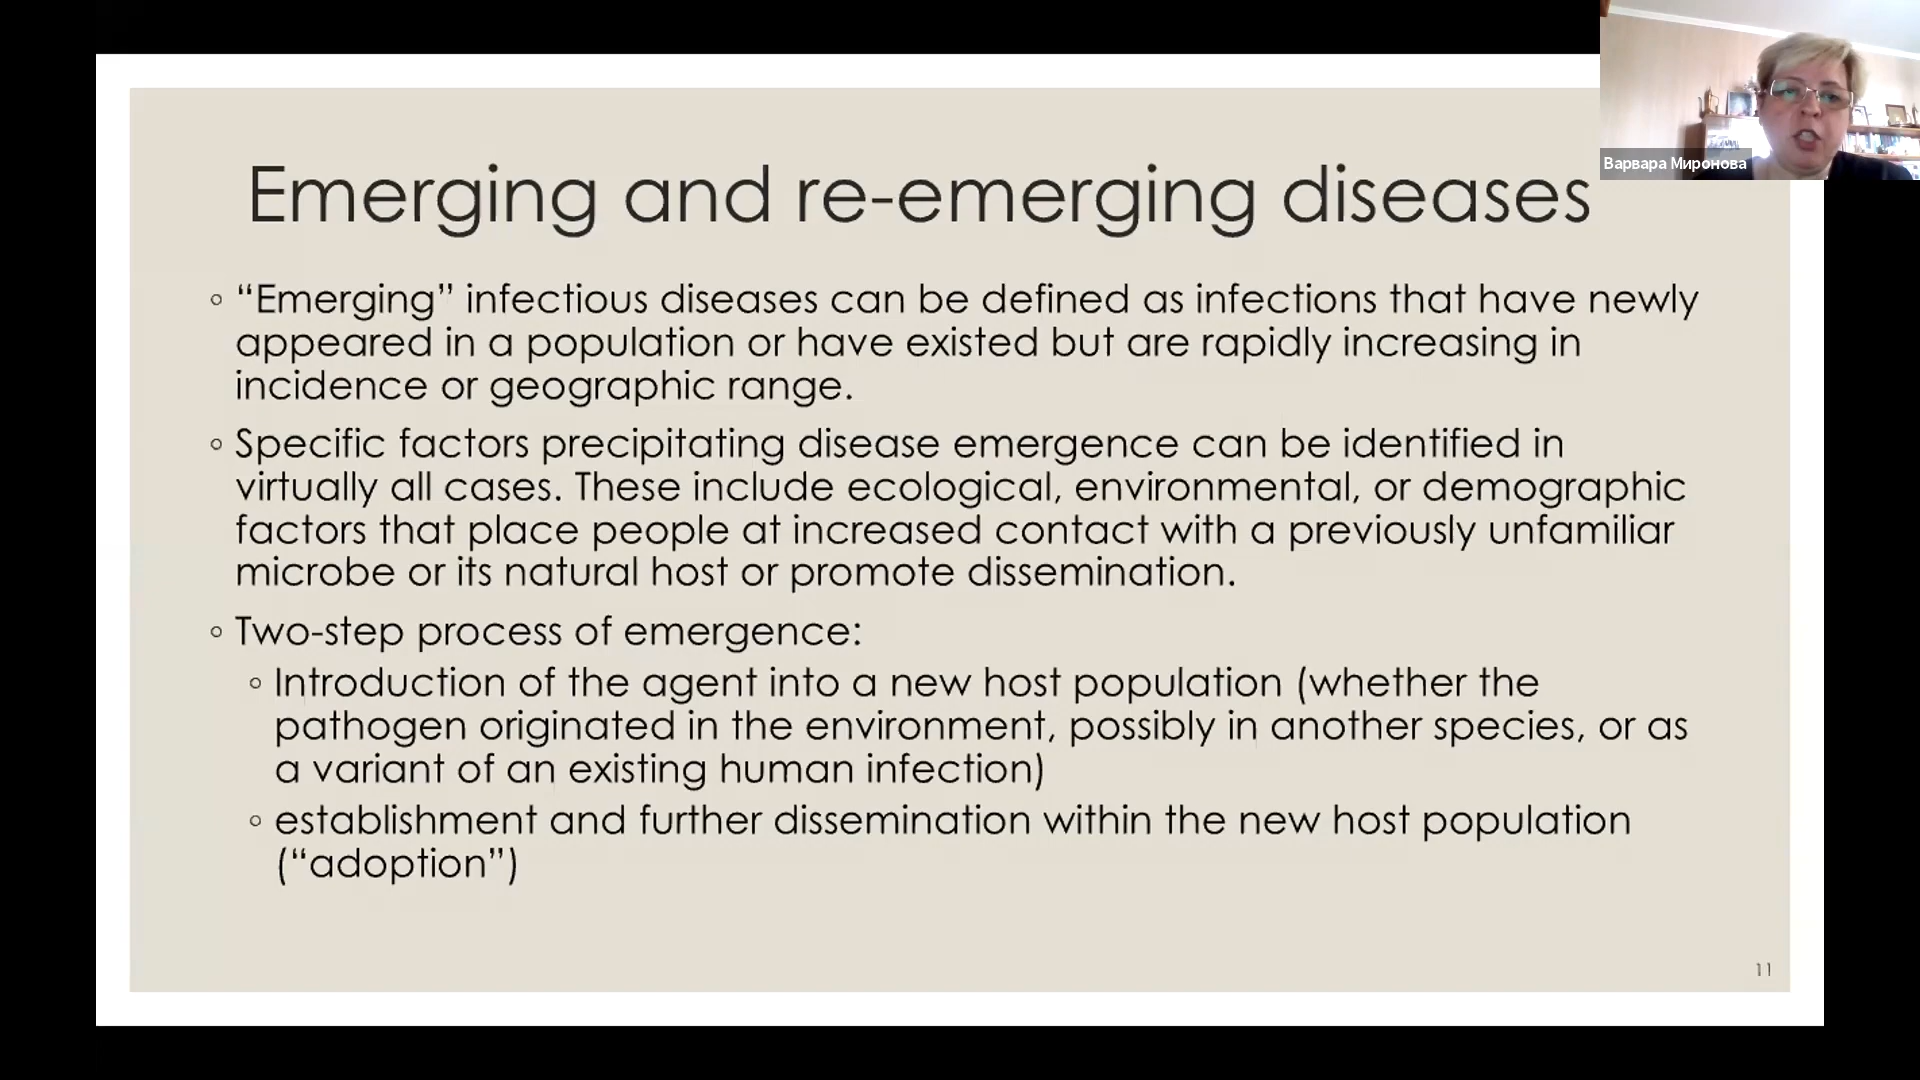 Варвара Миронова
Emerging and re-emerging diseases
◦ “Emerging” infectious diseases can be defined as infections that have newly
appeared in a population or have existed but are rapidly increasing in
incidence or geographic range.
◦ Specific factors precipitating disease emergence can be identified in
virtually all cases. These include ecological, environmental, or demographic
factors that place people at increased contact with a previously unfamiliar
microbe or its natural host or promote dissemination.
◦ Two-step process of emergence:
◦ Introduction of the agent into a new host population (whether the
pathogen originated in the environment, possibly in another species, or as
a variant of an existing human infection)
◦ establishment and further dissemination within the new host population
(“adoption”)
11